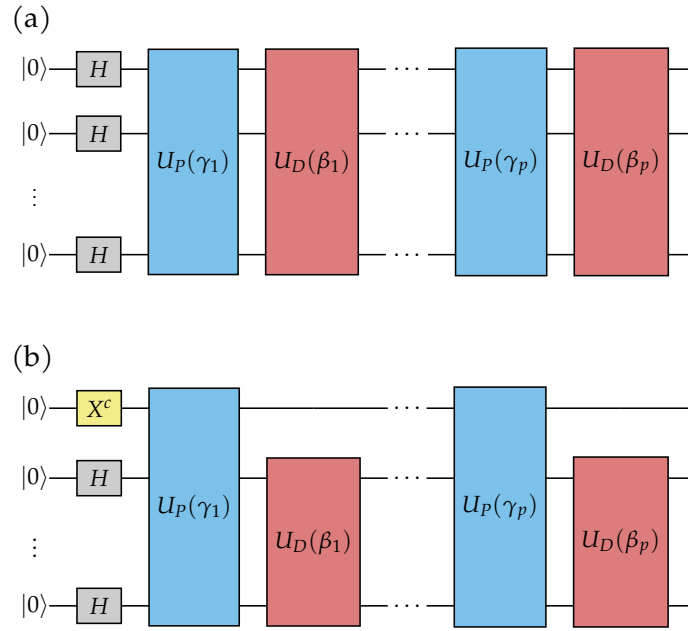 (a)
|0⟩ H
|0⟩ H
U_P(γ_1) U_D(β_1) ··· U_P(γ_p) U_D(β_p)
⋮
|0⟩ H
(b)
|0⟩ X^c
|0⟩ H
U_P(γ_1) U_D(β_1) ··· U_P(γ_p) U_D(β_p)
⋮
|0⟩ H